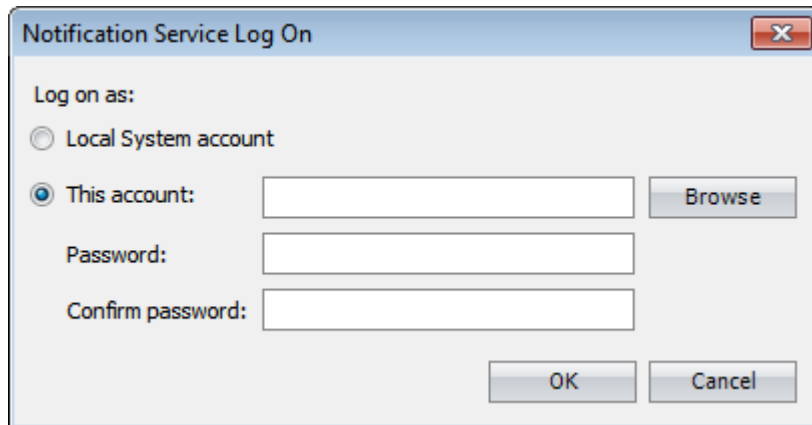 Notification Service Log On
Log on as:
Local System account
This account:
Browse
Password:
Confirm password:
OK
Cancel